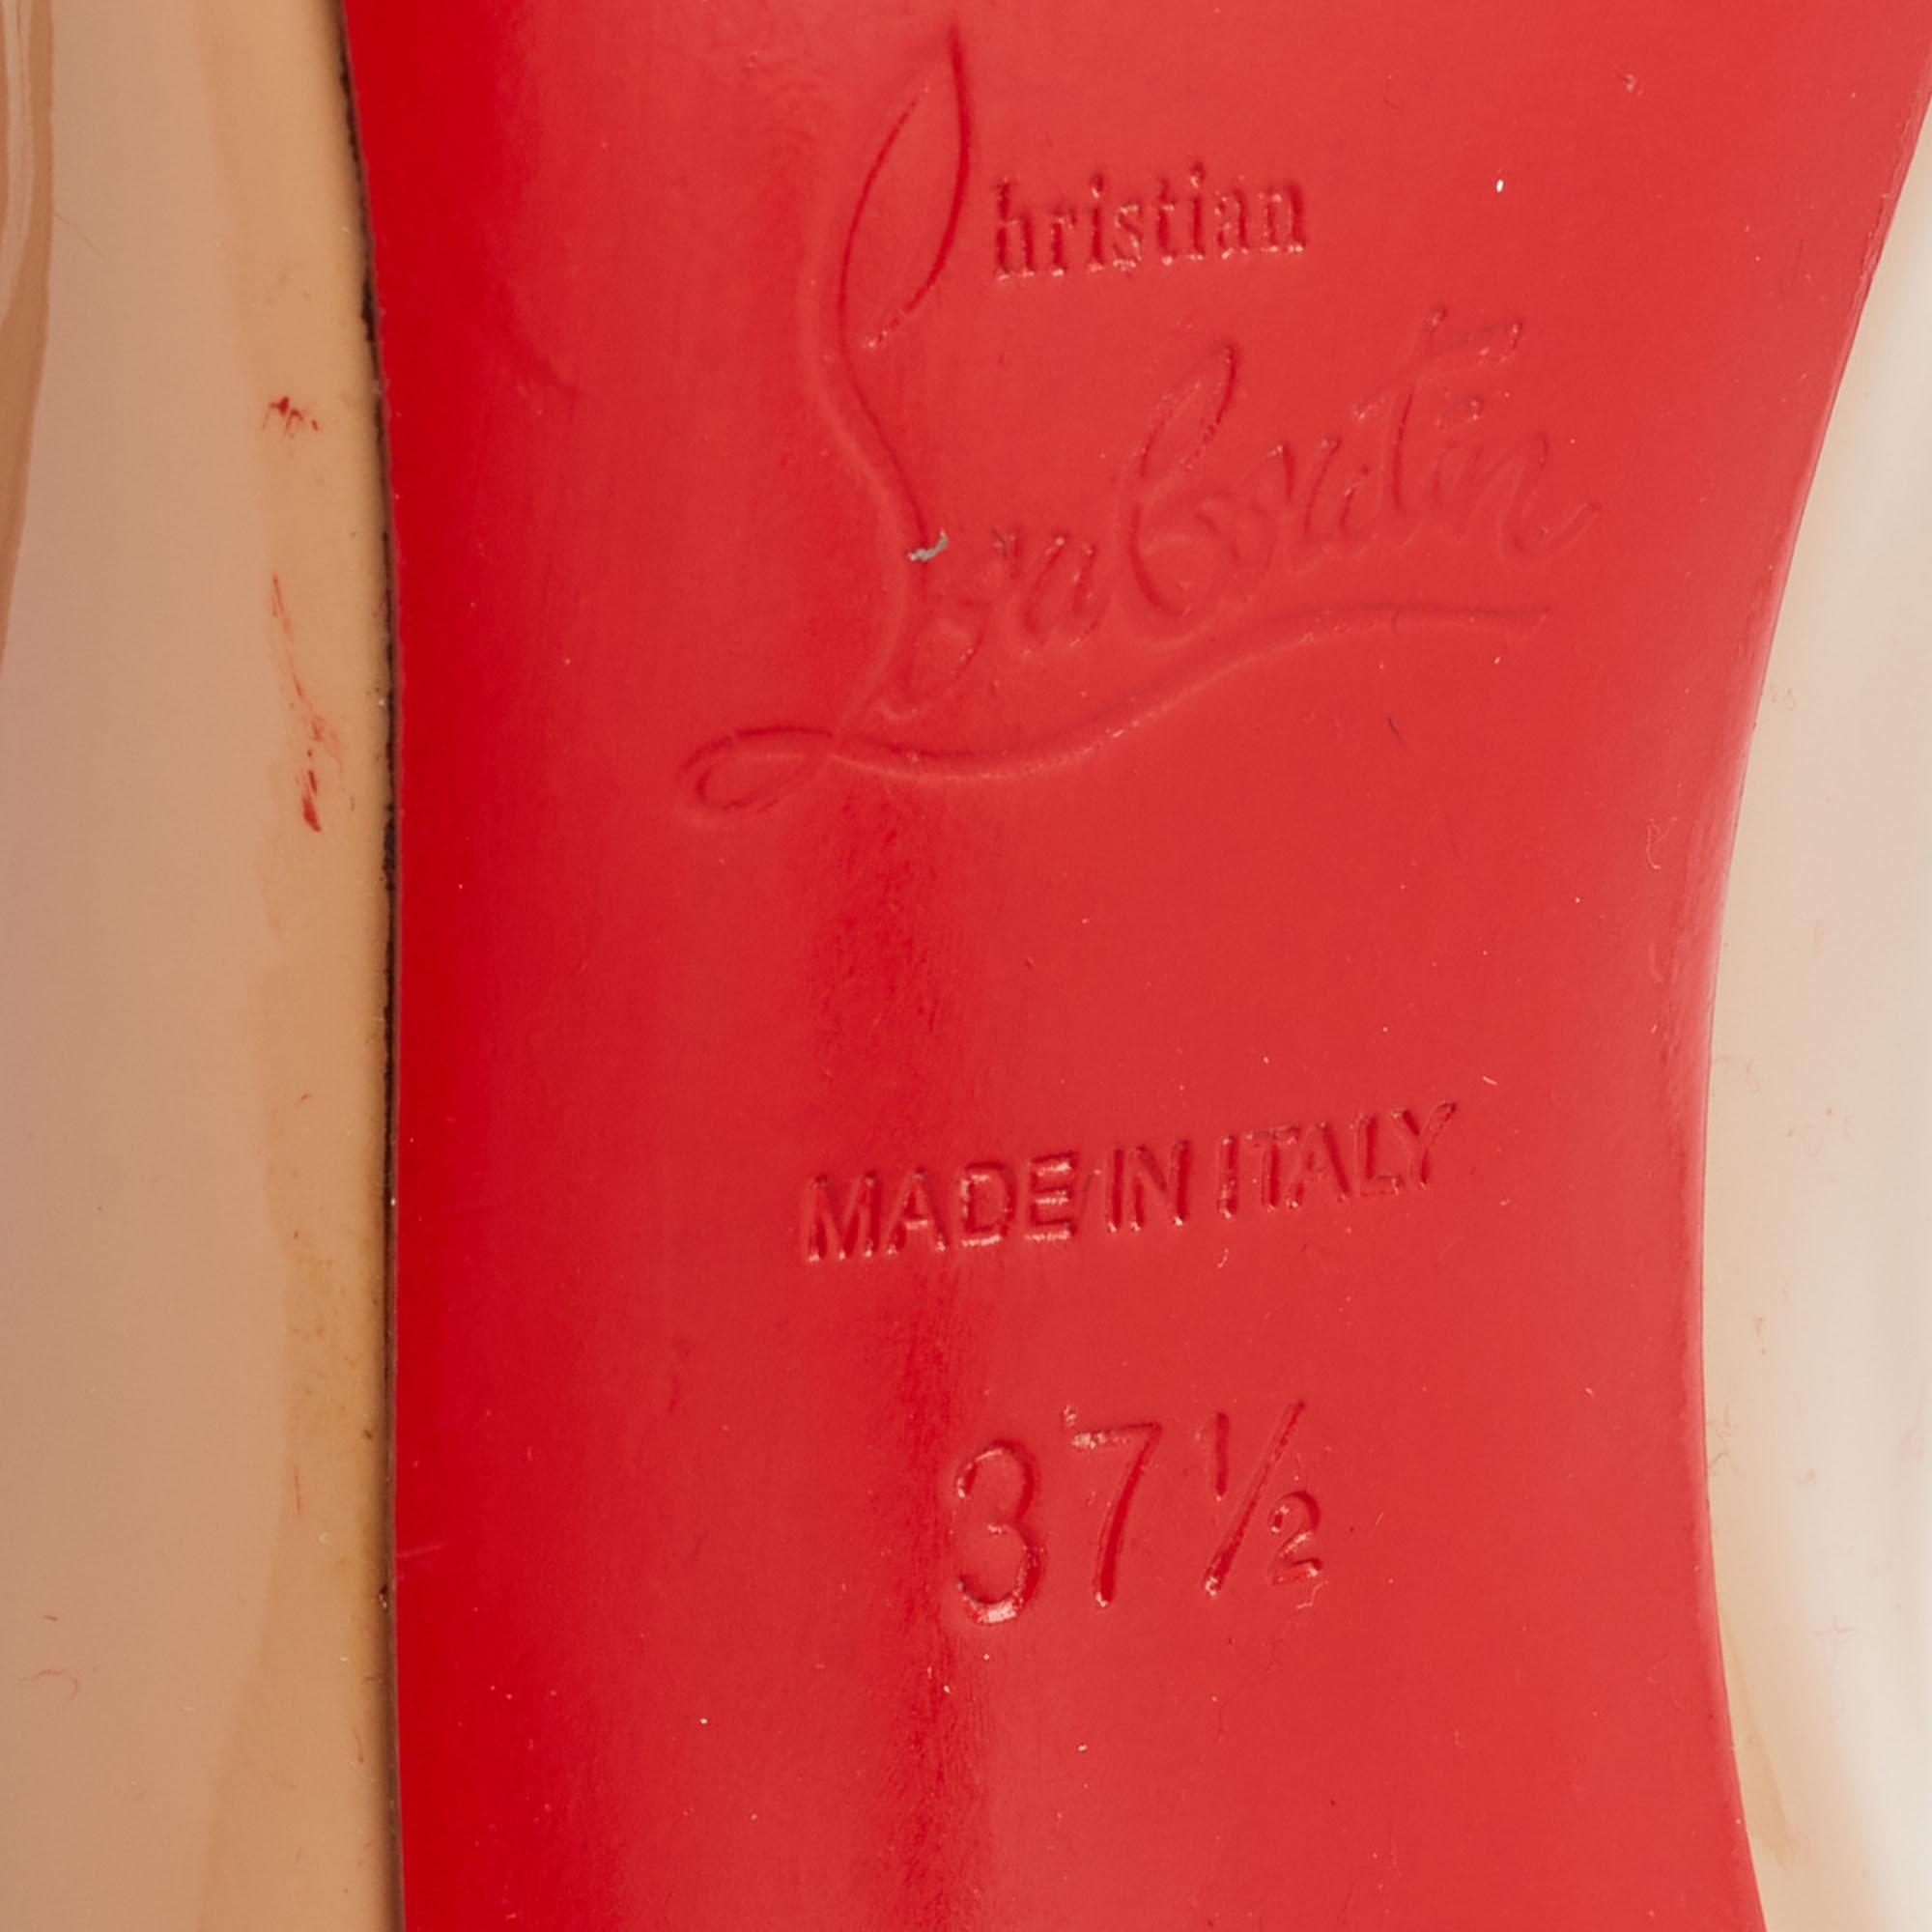 Christian
Louboutin
MADE IN ITALY
37½